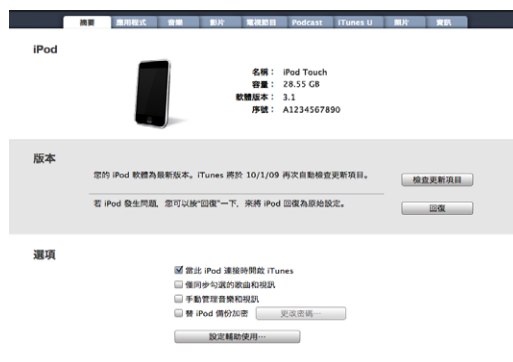 摘要 應用程式 音樂 影片 電視節目 Podcast iTunes U 照片 資訊
iPod
名稱： iPod Touch
容量： 28.55 GB
軟體版本： 3.1
序號： A1234567890
版本
您的 iPod 軟體為最新版本。iTunes 將於 10/1/09 再次自動檢查更新項目。
檢查更新項目
若 iPod 發生問題，您可以按“回復”一下，來將 iPod 回復為原始設定。
回復
選項
當此 iPod 連接時開啟 iTunes
僅同步勾選的歌曲和視訊
手動管理音樂和視訊
替 iPod 備份加密 更改密碼⋯
設定輔助使用⋯